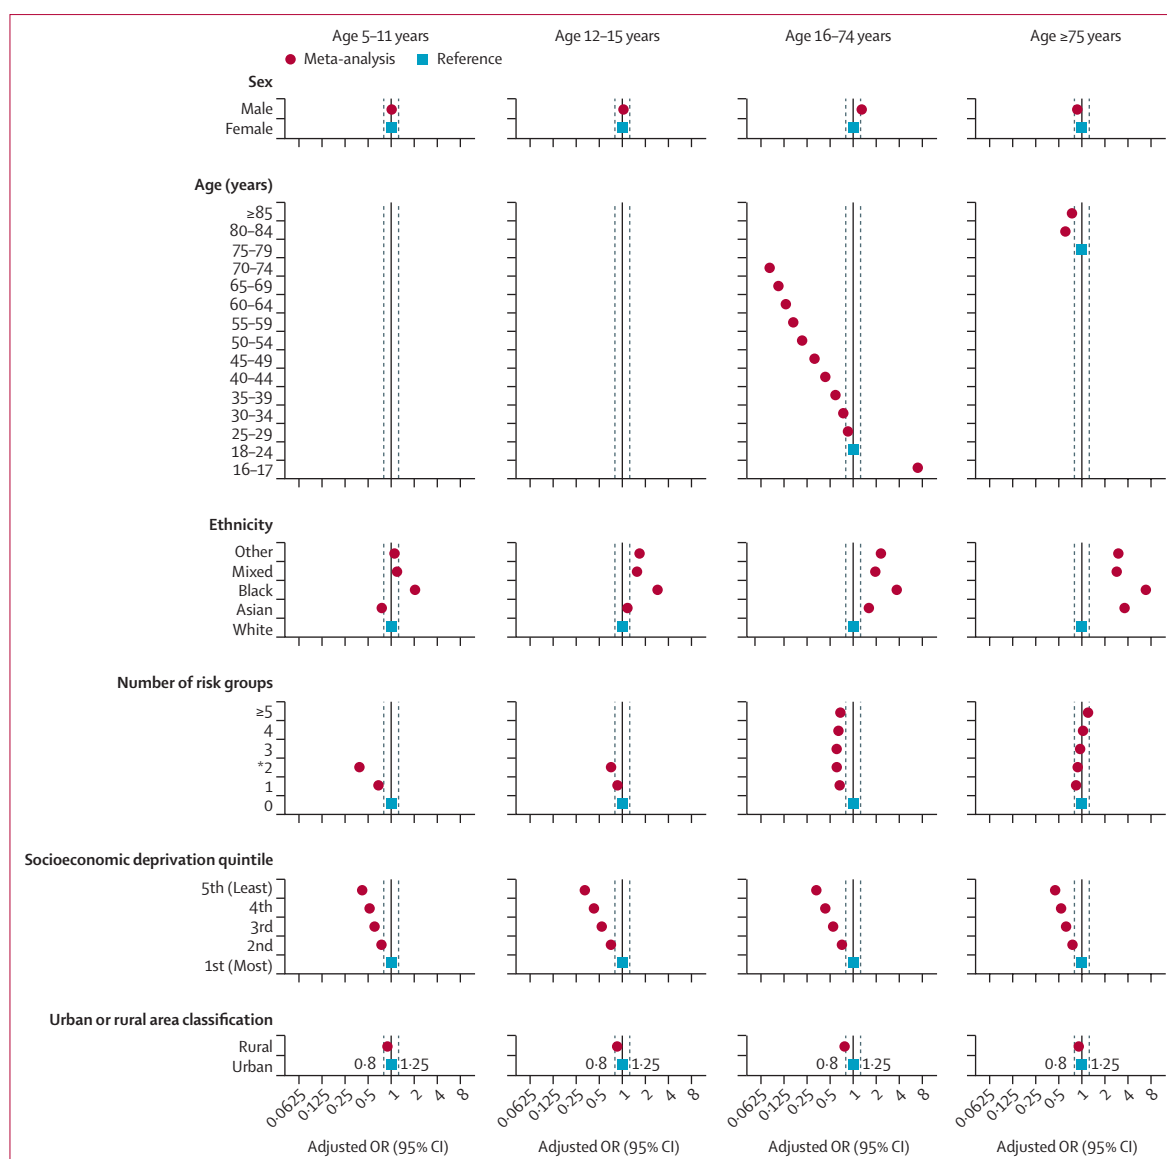 Age 5–11 years Age 12–15 years Age 16–74 years Age ≥75 years
Meta-analysis Reference
Sex
Male
Female
Age (years)
≥85
80–84
75–79
70–74
65–69
60–64
55–59
50–54
45–49
40–44
35–39
30–34
25–29
18–24
16–17
Ethnicity
Other
Mixed
Black
Asian
White
Number of risk groups
≥5
4
3
*2
1
0
Socioeconomic deprivation quintile
5th (Least)
4th
3rd
2nd
1st (Most)
Urban or rural area classification
Rural
Urban 0·8 1·25 0·8 1·25 0·8 1·25 0·8 1·25
0·0625 0·125 0·25 0·5 1 2 4 8 0·0625 0·125 0·25 0·5 1 2 4 8 0·0625 0·125 0·25 0·5 1 2 4 8 0·0625 0·125 0·25 0·5 1 2 4 8
Adjusted OR (95% CI) Adjusted OR (95% CI) Adjusted OR (95% CI) Adjusted OR (95% CI)